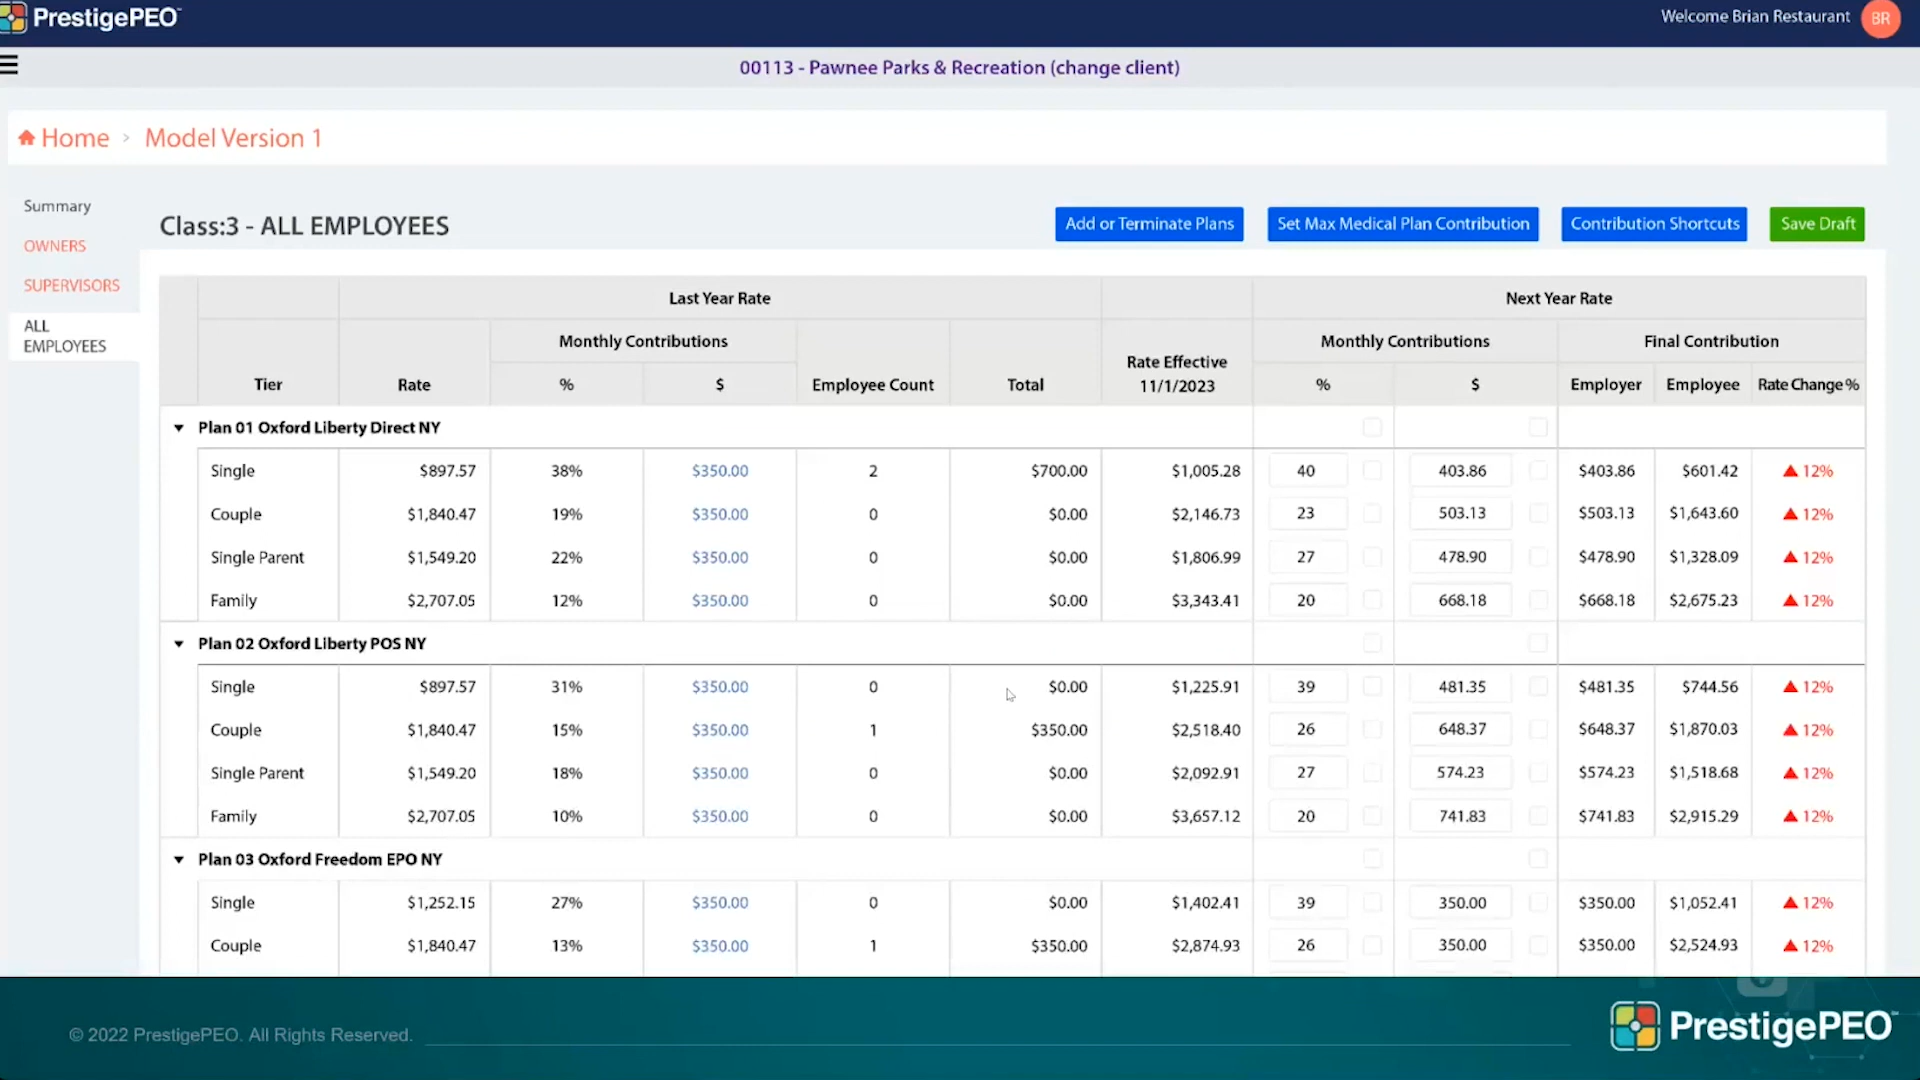 PrestigePEO™
Welcome Brian Restaurant BR
00113 - Pawnee Parks & Recreation (change client)
Home > Model Version 1
Summary
OWNERS
SUPERVISORS
ALL
EMPLOYEES
Class:3 - ALL EMPLOYEES
Add or Terminate Plans
Set Max Medical Plan Contribution
Contribution Shortcuts
Save Draft
Last Year Rate Next Year Rate
Monthly Contributions Monthly Contributions Final Contribution
Tier Rate % $ Employee Count Total Rate Effective 11/1/2023 % $ Employer Employee Rate Change %
Plan 01 Oxford Liberty Direct NY
Single $897.57 38% $350.00 2 $700.00 $1,005.28 40 403.86 $403.86 $601.42 ▲ 12%
Couple $1,840.47 19% $350.00 0 $0.00 $2,146.73 23 503.13 $503.13 $1,643.60 ▲ 12%
Single Parent $1,549.20 22% $350.00 0 $0.00 $1,806.99 27 478.90 $478.90 $1,328.09 ▲ 12%
Family $2,707.05 12% $350.00 0 $0.00 $3,343.41 20 668.18 $668.18 $2,675.23 ▲ 12%
Plan 02 Oxford Liberty POS NY
Single $897.57 31% $350.00 0 $0.00 $1,225.91 39 481.35 $481.35 $744.56 ▲ 12%
Couple $1,840.47 15% $350.00 1 $350.00 $2,518.40 26 648.37 $648.37 $1,870.03 ▲ 12%
Single Parent $1,549.20 18% $350.00 0 $0.00 $2,092.91 27 574.23 $574.23 $1,518.68 ▲ 12%
Family $2,707.05 10% $350.00 0 $0.00 $3,657.12 20 741.83 $741.83 $2,915.29 ▲ 12%
Plan 03 Oxford Freedom EPO NY
Single $1,252.15 27% $350.00 0 $0.00 $1,402.41 39 350.00 $350.00 $1,052.41 ▲ 12%
Couple $1,840.47 13% $350.00 1 $350.00 $2,874.93 26 350.00 $350.00 $2,524.93 ▲ 12%
© 2022 PrestigePEO. All Rights Reserved.
PrestigePEO™